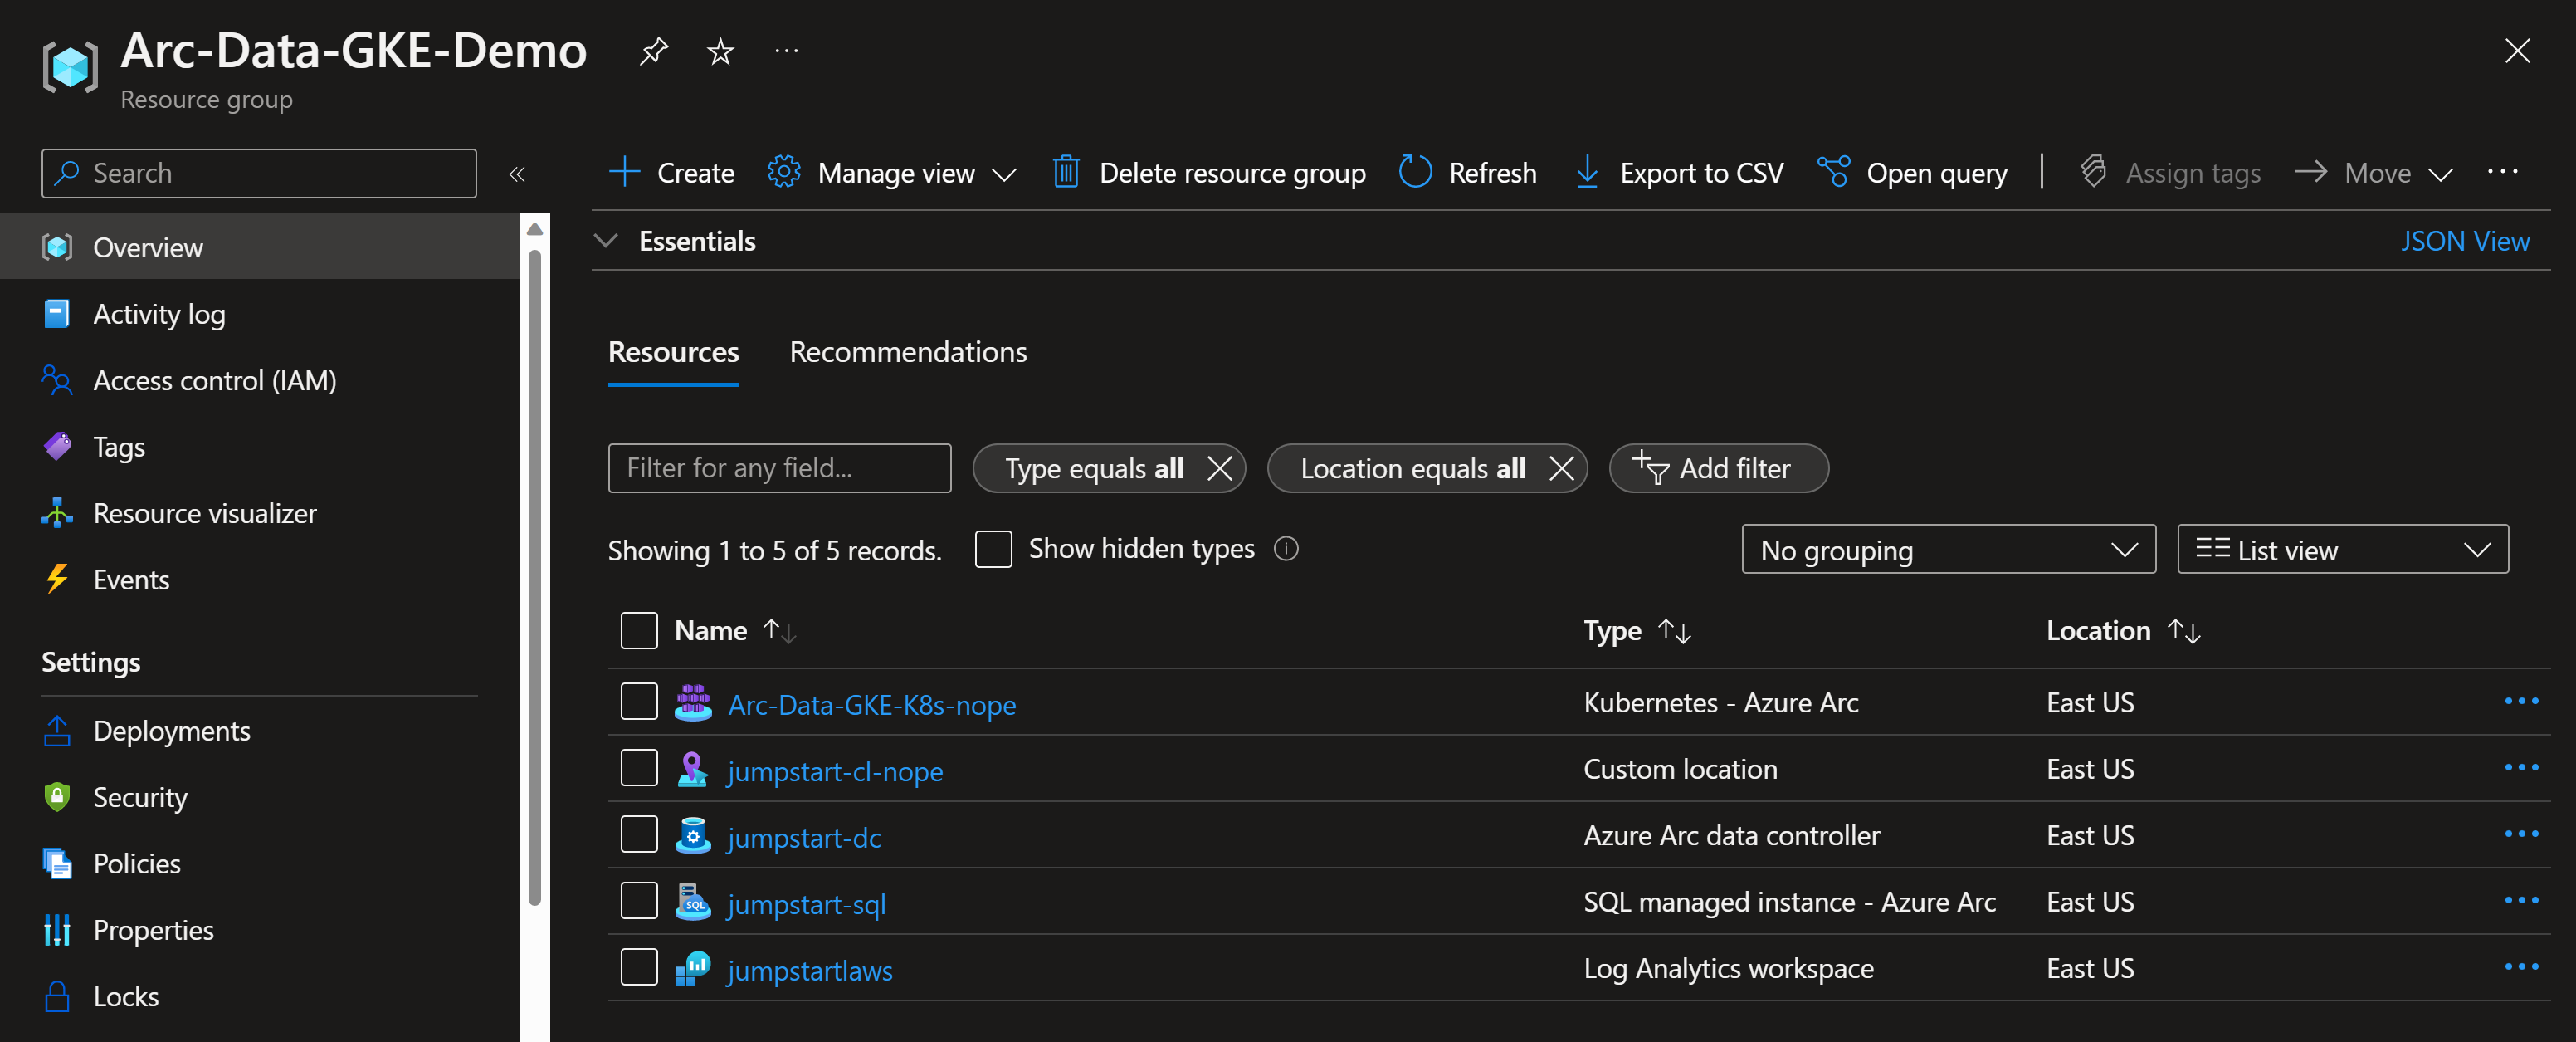 Arc-Data-GKE-Demo
Resource group
Search
Create
Manage view
Delete resource group
Refresh
Export to CSV
Open query
Assign tags
Move
Overview
Activity log
Access control (IAM)
Tags
Resource visualizer
Events
Settings
Deployments
Security
Policies
Properties
Locks
Essentials
JSON View
Resources
Recommendations
Filter for any field...
Type equals all
Location equals all
Add filter
Showing 1 to 5 of 5 records.
Show hidden types
No grouping
List view
Name Type Location
Arc-Data-GKE-K8s-nope Kubernetes - Azure Arc East US
jumpstart-cl-nope Custom location East US
jumpstart-dc Azure Arc data controller East US
SQL jumpstart-sql SQL managed instance - Azure Arc East US
jumpstartlaws Log Analytics workspace East US